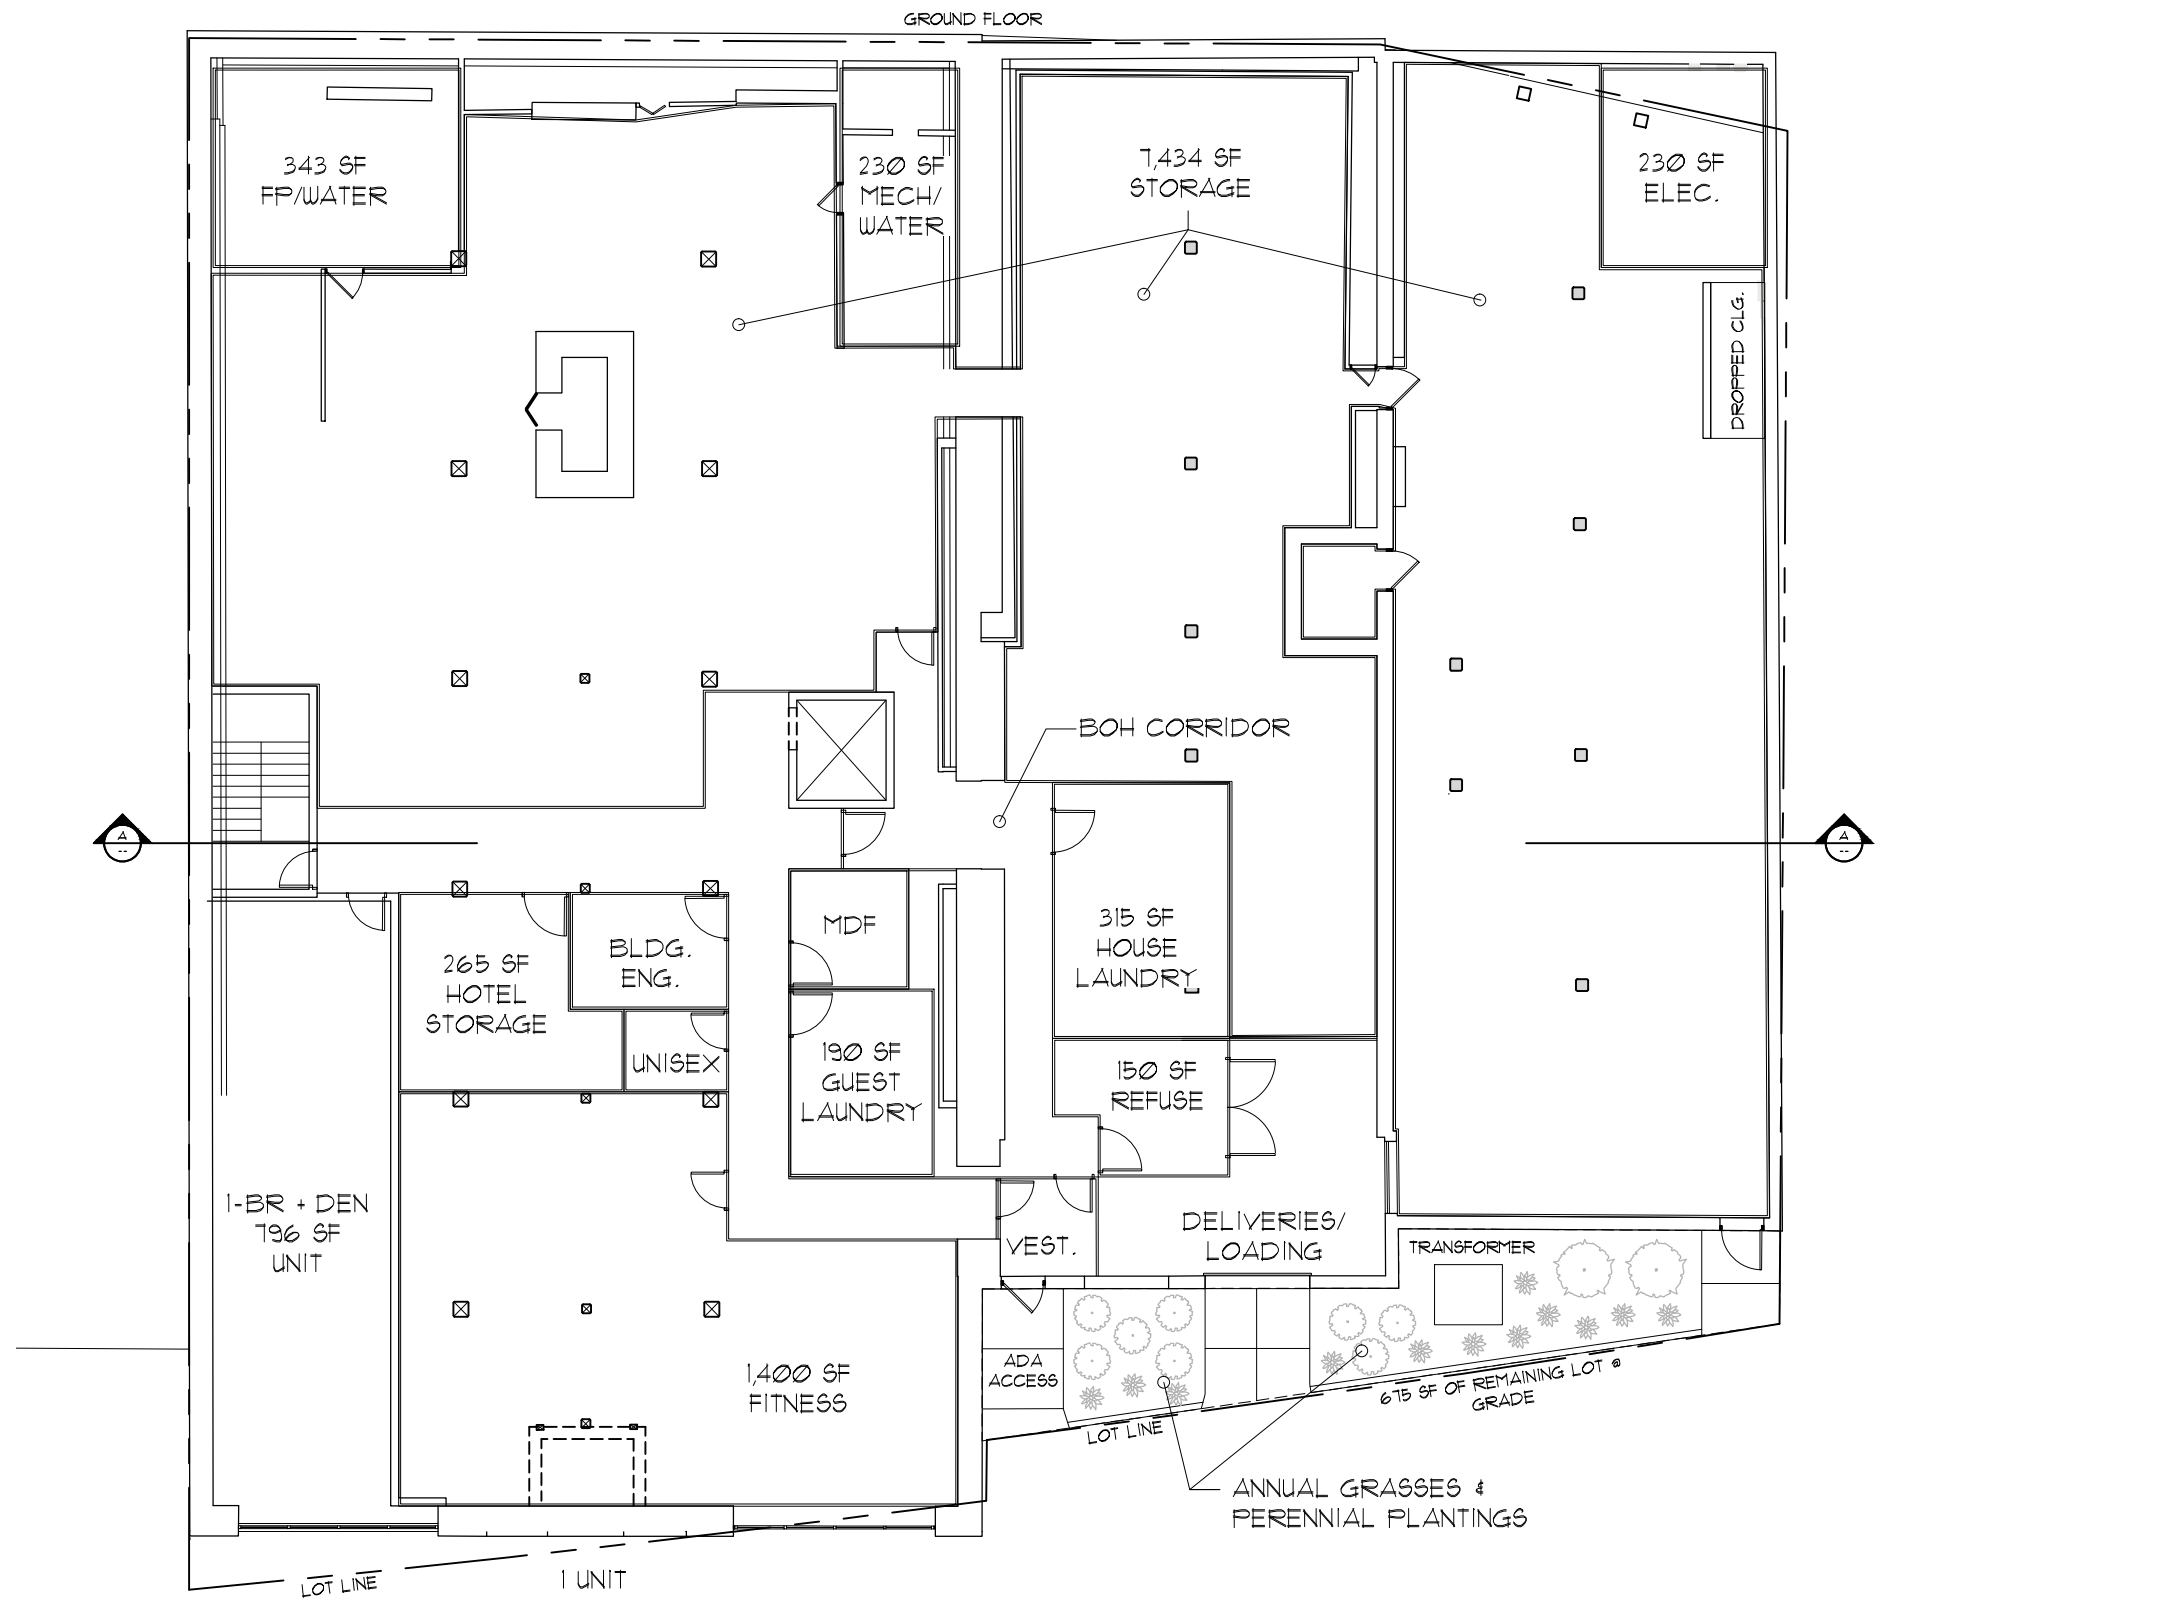 GROUND FLOOR
343 SF
FP/WATER
230 SF
MECH/
WATER
7,434 SF
STORAGE
230 SF
ELEC.
DROPPED CLG.
BOH CORRIDOR
A
--
A
--
MDF
315 SF
HOUSE
LAUNDRY
BLDG.
ENG.
265 SF
HOTEL
STORAGE
UNISEX
190 SF
GUEST
LAUNDRY
150 SF
REFUSE
1-BR + DEN
796 SF
UNIT
VEST.
DELIVERIES/
LOADING
TRANSFORMER
ADA
ACCESS
1,400 SF
FITNESS
675 SF OF REMAINING LOT @
GRADE
LOT LINE
ANNUAL GRASSES &
PERENNIAL PLANTINGS
LOT LINE
1 UNIT